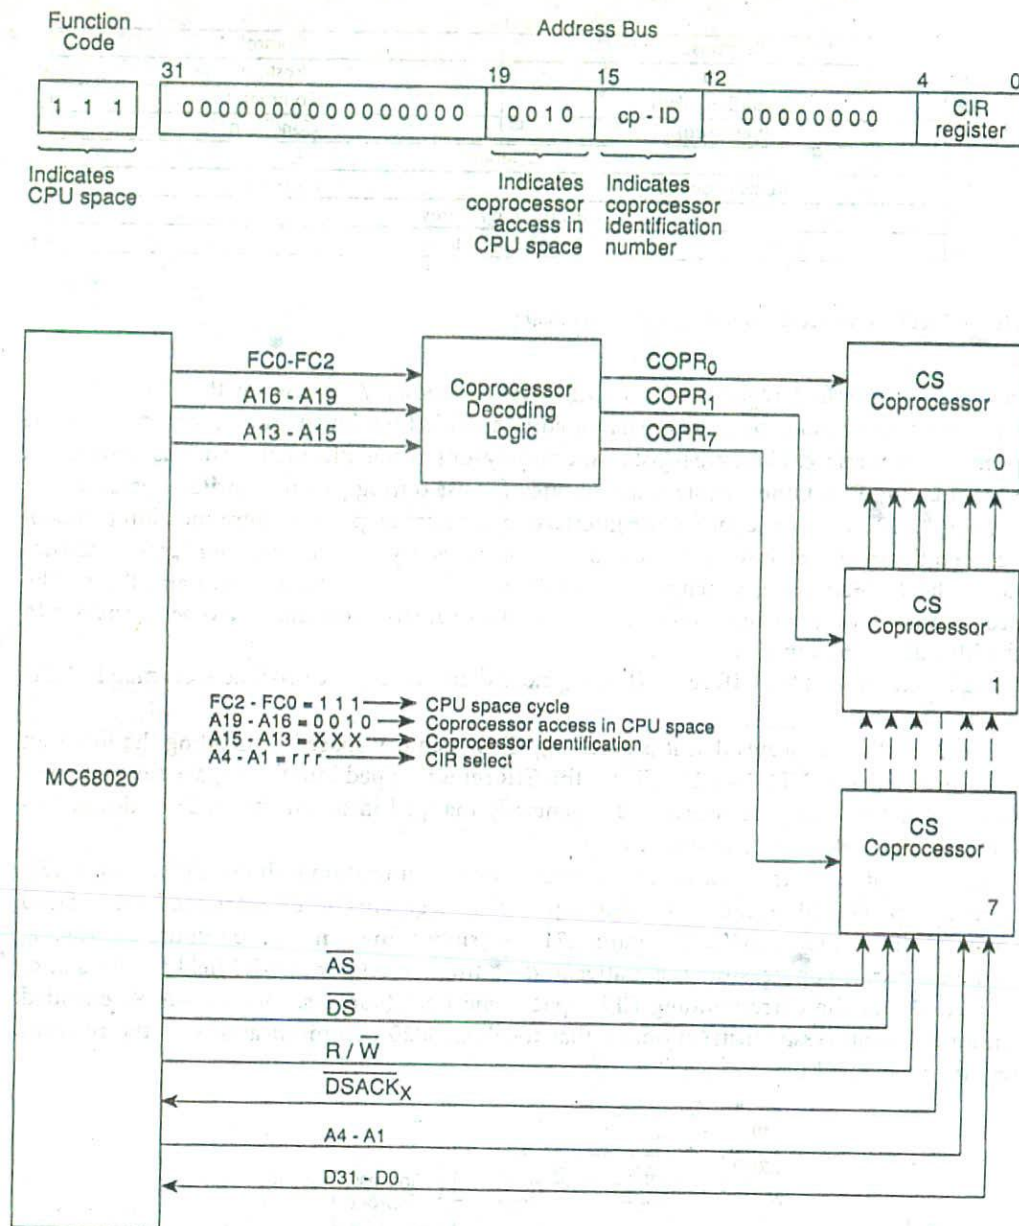 Function
Code
Address Bus
31 19 15 12 4 0
1 1 1 0000000000000000 0010 cp - ID 00000000 CIR
register
Indicates
CPU space
Indicates
coprocessor
access in
CPU space
Indicates
coprocessor
identification
number
MC68020
FC0-FC2
A16 - A19
A13 - A15
Coprocessor
Decoding
Logic
COPR0
COPR1
COPR7
CS
Coprocessor
0
CS
Coprocessor
1
CS
Coprocessor
7
FC2 - FC0 = 1 1 1 → CPU space cycle
A19 - A16 = 0 0 1 0 → Coprocessor access in CPU space
A15 - A13 = X X X → Coprocessor identification
A4 - A1 = r r r → CIR select
A̅S̅
D̅S̅
R / W̅
D̅S̅A̅C̅K̅X
A4 - A1
D31 - D0